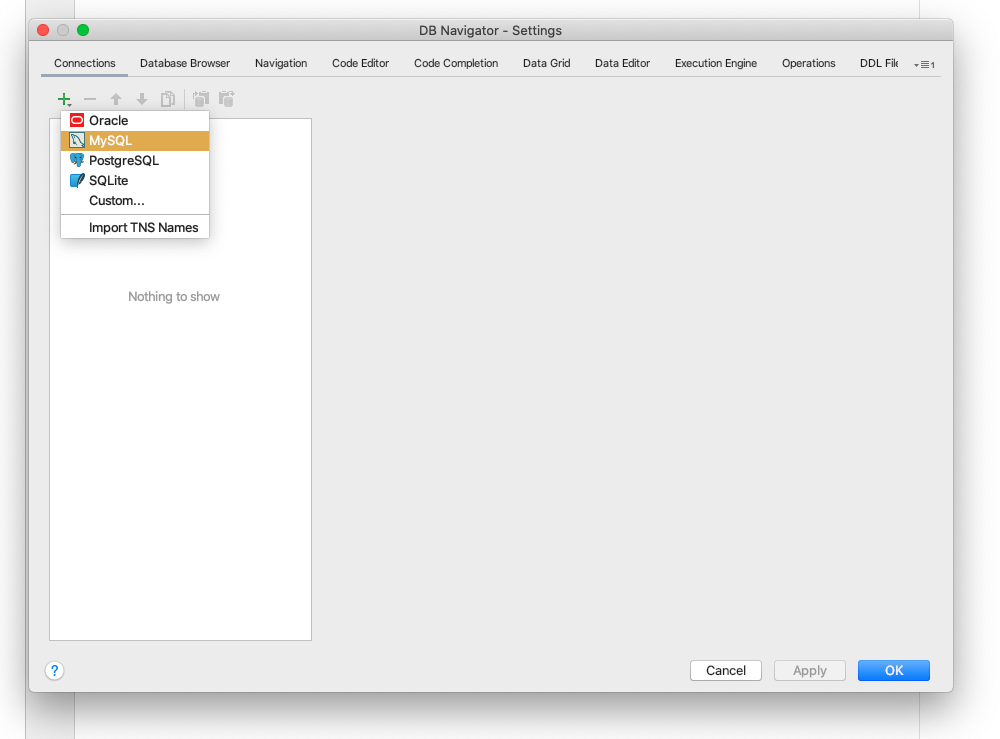 DB Navigator - Settings
Connections Database Browser Navigation Code Editor Code Completion Data Grid Data Editor Execution Engine Operations DDL File 1
Oracle
MySQL
PostgreSQL
SQLite
Custom...
Import TNS Names
Nothing to show
? Cancel Apply OK